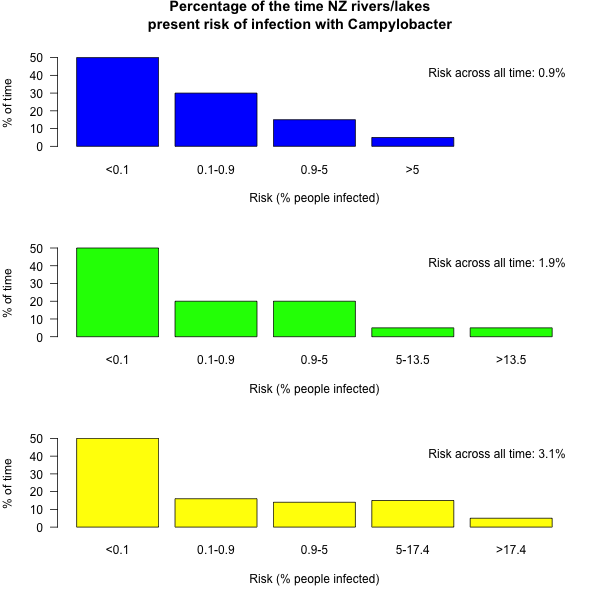 Percentage of the time NZ rivers/lakes
present risk of infection with Campylobacter
% of time
50
40
30
20
10
0
Risk across all time: 0.9%
<0.1 0.1-0.9 0.9-5 >5
Risk (% people infected)
% of time
50
40
30
20
10
0
Risk across all time: 1.9%
<0.1 0.1-0.9 0.9-5 5-13.5 >13.5
Risk (% people infected)
% of time
50
40
30
20
10
0
Risk across all time: 3.1%
<0.1 0.1-0.9 0.9-5 5-17.4 >17.4
Risk (% people infected)